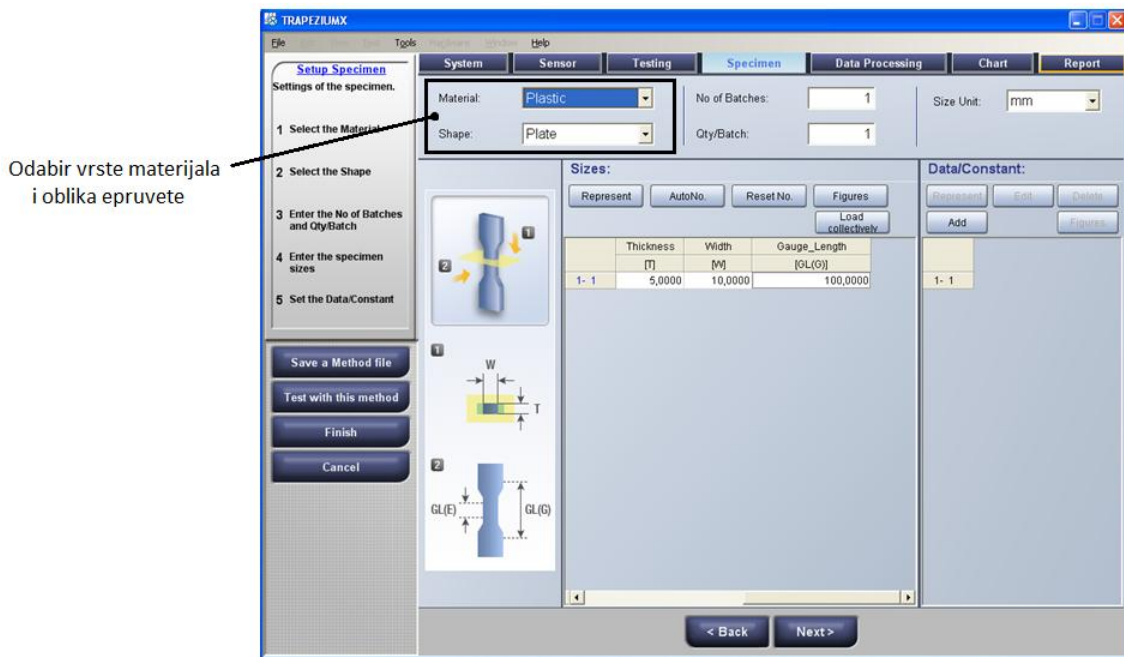 TRAPEZIUMX
File Tools Help
Setup Specimen
Settings of the specimen.
1 Select the Material
2 Select the Shape
3 Enter the No of Batches
and Qty/Batch
4 Enter the specimen
sizes
5 Set the Data/Constant
Save a Method file
Test with this method
Finish
Cancel
Odabir vrste materijala
i oblika epruvete
System Sensor Testing Specimen Data Processing Chart Report
Material: Plastic
Shape: Plate
No of Batches: 1
Qty/Batch: 1
Size Unit: mm
1
2
1
W
T
2
GL(E) GL(G)
Sizes:
Represent AutoNo. Reset No. Figures
Load
collectively
Thickness Width Gauge_Length
[T] [W] [GL(G)]
1- 1 5,0000 10,0000 100,0000
Data/Constant:
Represent Edit Delete
Add Figures
1- 1
< Back Next >